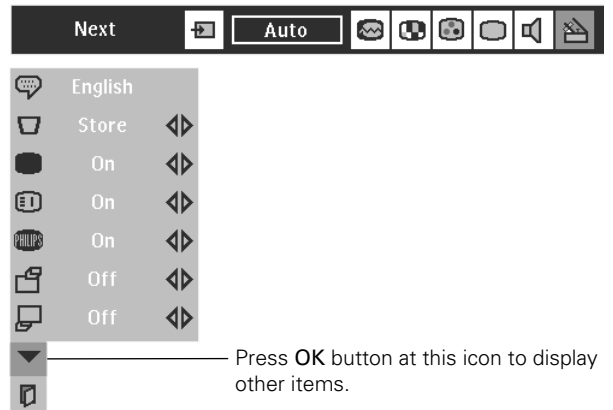 Next
Auto
English
Store
On
On
PHILIPS On
Off
Off
Press OK button at this icon to display
other items.